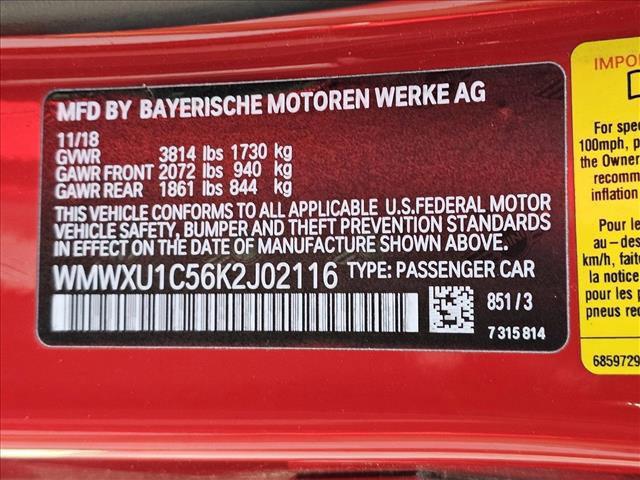 MFD BY BAYERISCHE MOTOREN WERKE AG
11/18
GVWR 3814 lbs 1730 kg
GAWR FRONT 2072 lbs 940 kg
GAWR REAR 1861 lbs 844 kg
THIS VEHICLE CONFORMS TO ALL APPLICABLE U.S.FEDERAL MOTOR
VEHICLE SAFETY, BUMPER AND THEFT PREVENTION STANDARDS
IN EFFECT ON THE DATE OF MANUFACTURE SHOWN ABOVE.
WMWXU1C56K2J02116 TYPE: PASSENGER CAR
851/3
7 315 814
For spe
100mph, p
the Owner
recomm
inflation
Pour le
au – des
km/h, fai
la notice
pour les p
pneus rec
6859729